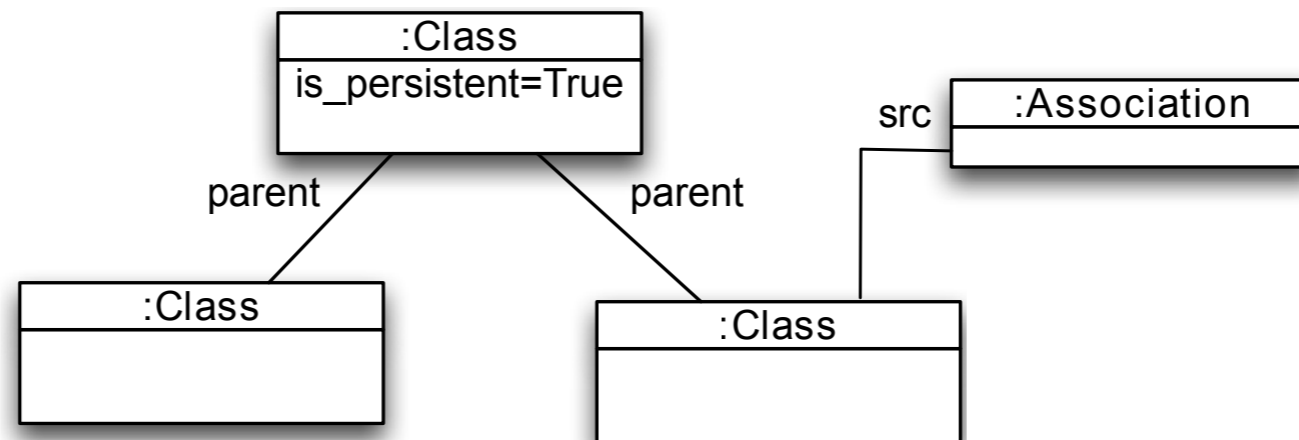 :Class
is_persistent=True
src
:Association
parent
parent
:Class
:Class